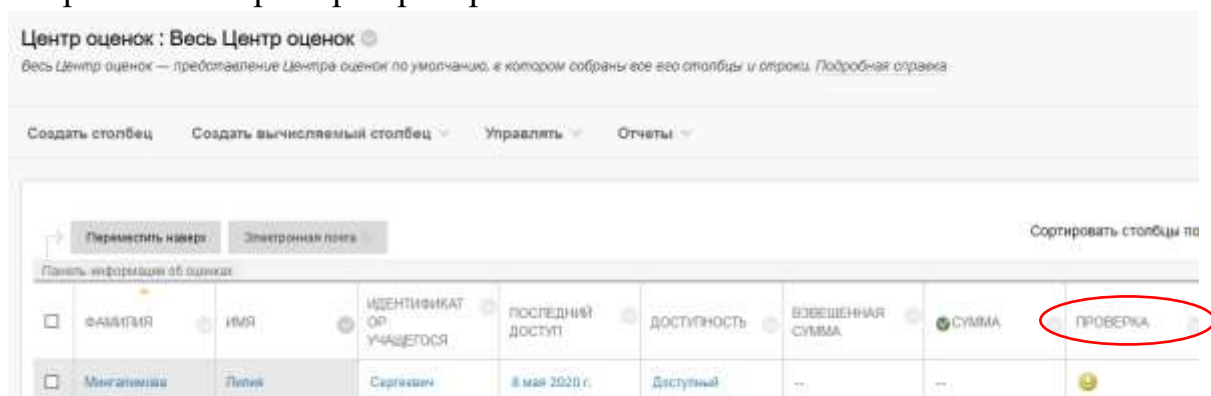 Центр оценок : Весь Центр оценок
Весь Центр оценок — представление Центра оценок по умолчанию, в котором собраны все его столбцы и строки. Подробная справка
Создать столбец Создать вычисляемый столбец Управлять Отчеты
Сортировать столбцы по
Переместить наверх Электронная почта
Панель информации об оценках
ФАМИЛИЯ ИМЯ ИДЕНТИФИКАТ ПОСЛЕДНИЙ ДОСТУПНОСТЬ ВЗВЕШЕННАЯ СУММА ПРОВЕРКА
ОР ДОСТУП СУММА
УЧАЩЕГОСЯ
Лилия Сергеевич 8 мая 2020 г. Доступный -- --